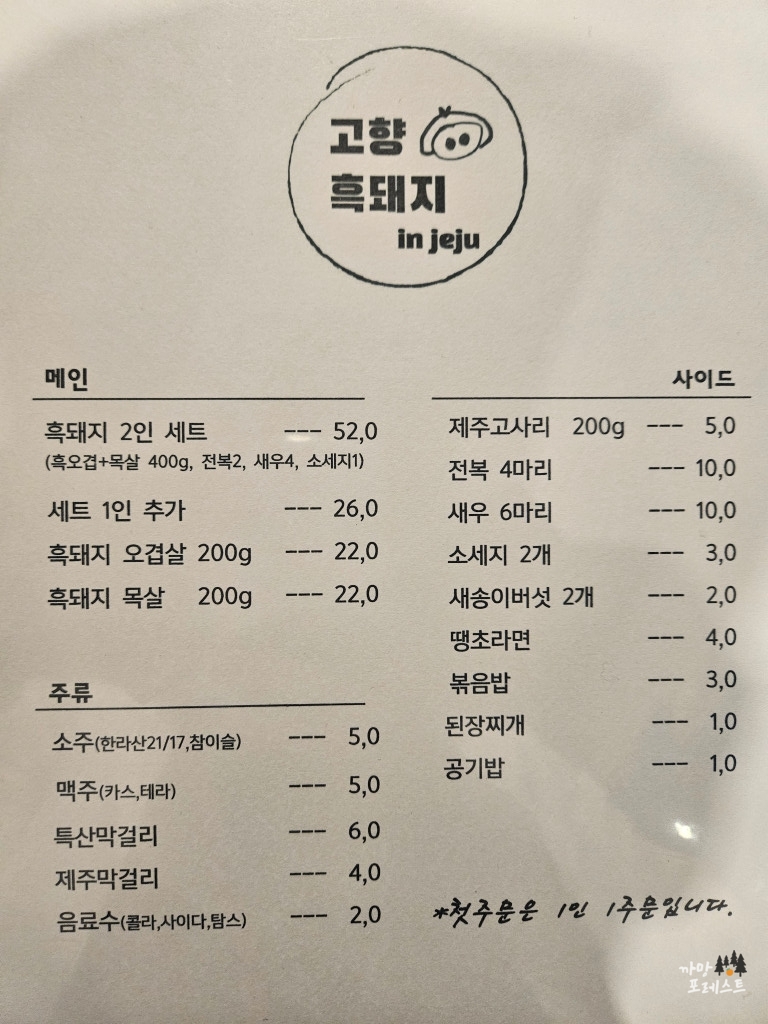 고향
흑돼지
in jeju
메인
흑돼지 2인 세트 --- 52,0
(흑오겹+목살 400g, 전복2, 새우4, 소세지1)
세트 1인 추가 --- 26,0
흑돼지 오겹살 200g --- 22,0
흑돼지 목살 200g --- 22,0
주류
소주(한라산21/17,참이슬) --- 5,0
맥주(카스,테라) --- 5,0
특산막걸리 --- 6,0
제주막걸리 --- 4,0
음료수(콜라,사이다,탐스) --- 2,0
사이드
제주고사리 200g --- 5,0
전복 4마리 --- 10,0
새우 6마리 --- 10,0
소세지 2개 --- 3,0
새송이버섯 2개 --- 2,0
땡초라면 --- 4,0
볶음밥 --- 3,0
된장찌개 --- 1,0
공기밥 --- 1,0
*첫주문은 1인 1주문입니다.
까망
포레스트